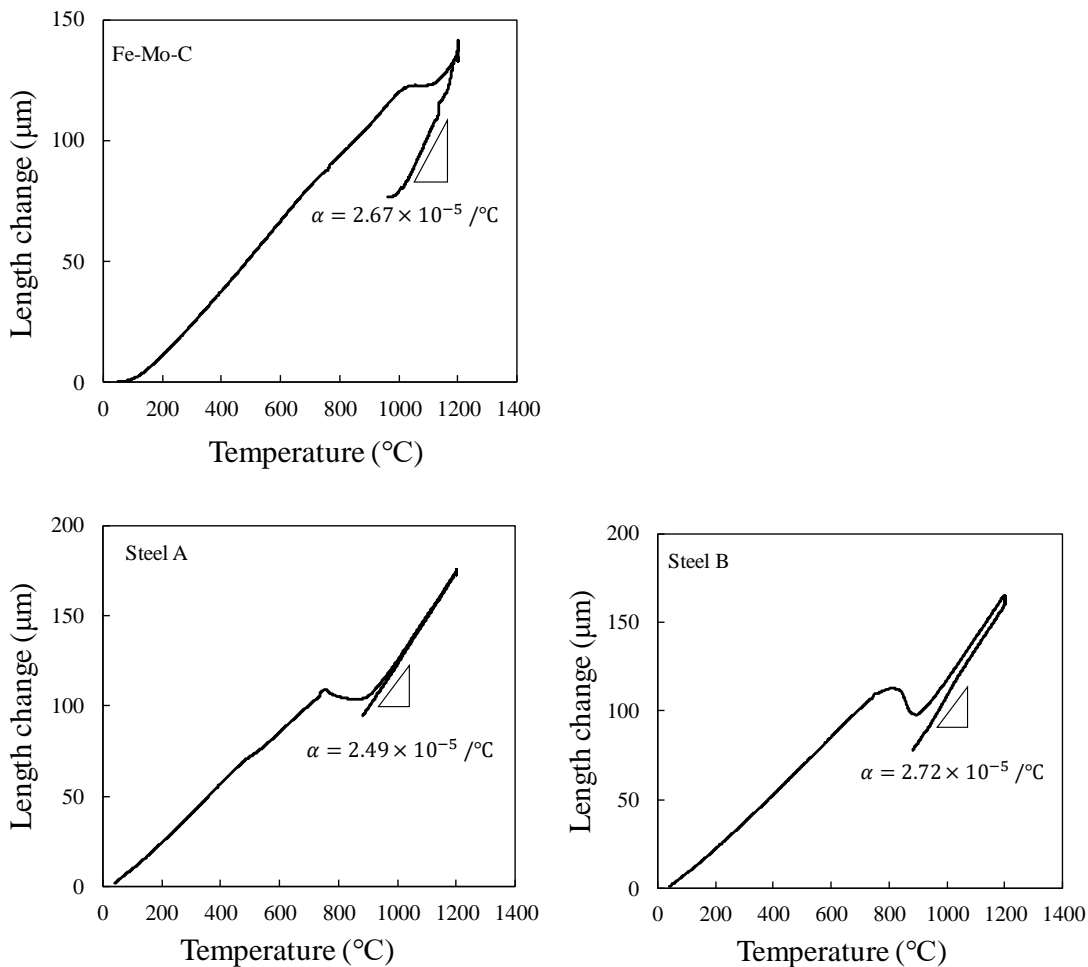 150
Fe-Mo-C
100
50
0
Length change (μm)
α = 2.67 × 10⁻⁵ /°C
0 200 400 600 800 1000 1200 1400
Temperature (°C)
200
Steel A
150
100
50
0
Length change (μm)
α = 2.49 × 10⁻⁵ /°C
0 200 400 600 800 1000 1200 1400
Temperature (°C)
200
Steel B
150
100
50
0
Length change (μm)
α = 2.72 × 10⁻⁵ /°C
0 200 400 600 800 1000 1200 1400
Temperature (°C)